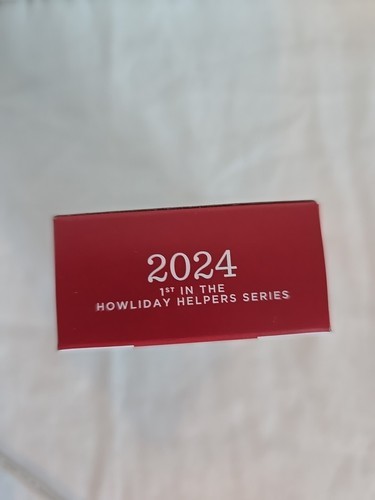 2024
1ST IN THE
HOWLIDAY HELPERS SERIES